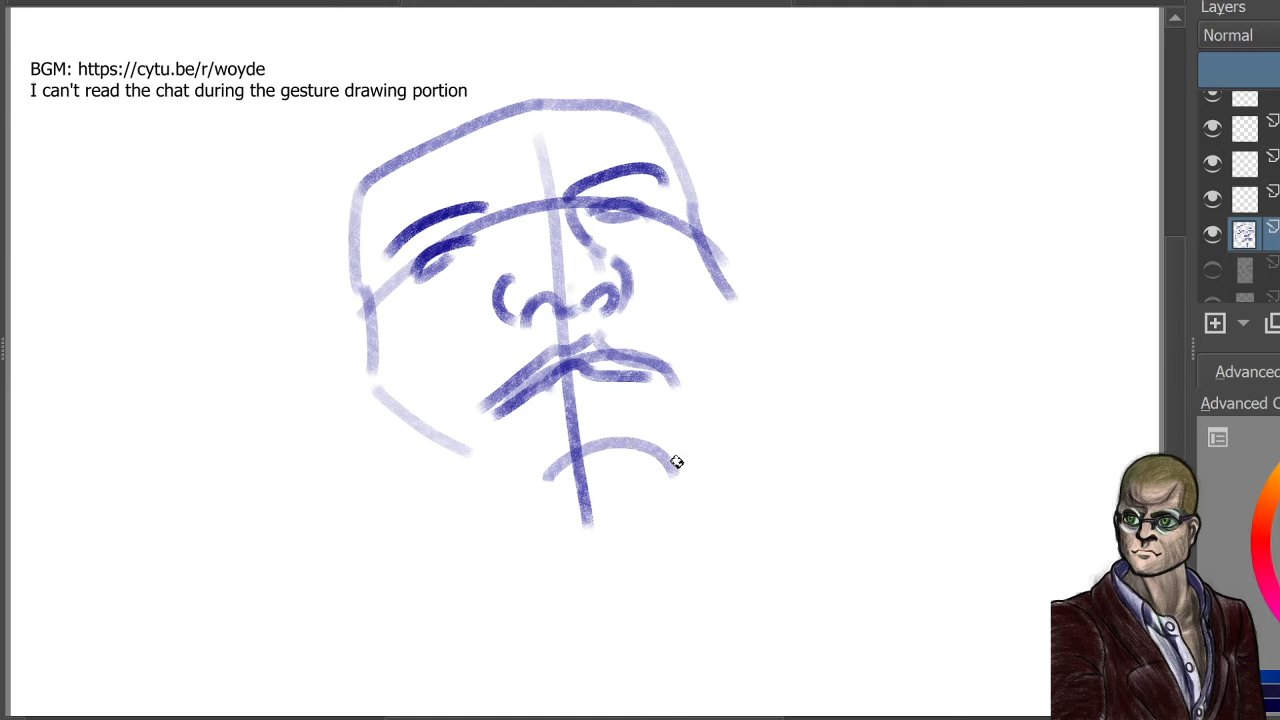 BGM: https://cytu.be/r/woyde
I can't read the chat during the gesture drawing portion
Layers
Normal
Advanced
Advanced C